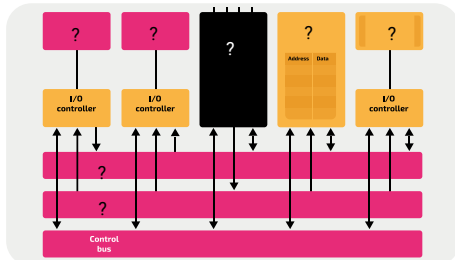 ?
?
?
?
?
Address Data
I/O
controller
I/O
controller
I/O
controller
?
?
Control
bus